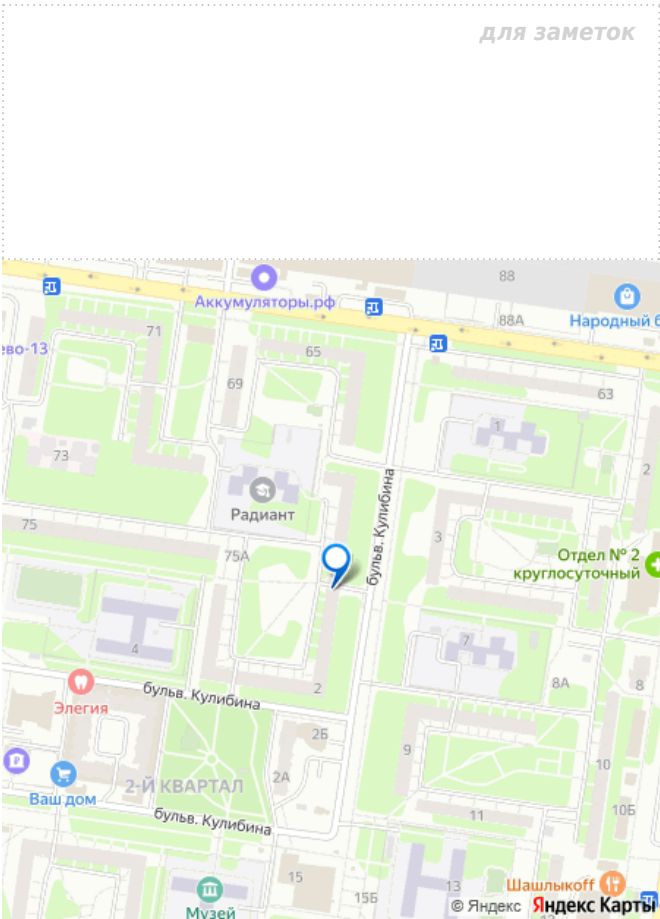 для заметок
88
Аккумуляторы.рф
88А
Народный б
71
ево-13
65
69
63
1
73
2
Радиант
бульв. Кулибина
75
3
75А
Отдел № 2
круглосуточный
4
7
2
8А
8
Элегия
бульв. Кулибина
2Б
9
10
2А
2-Й КВАРТАЛ
Ваш дом
бульв. Кулибина
11
10Б
15
13
Шашлыкоff
15Б
Музей
© Яндекс Яндекс Карты